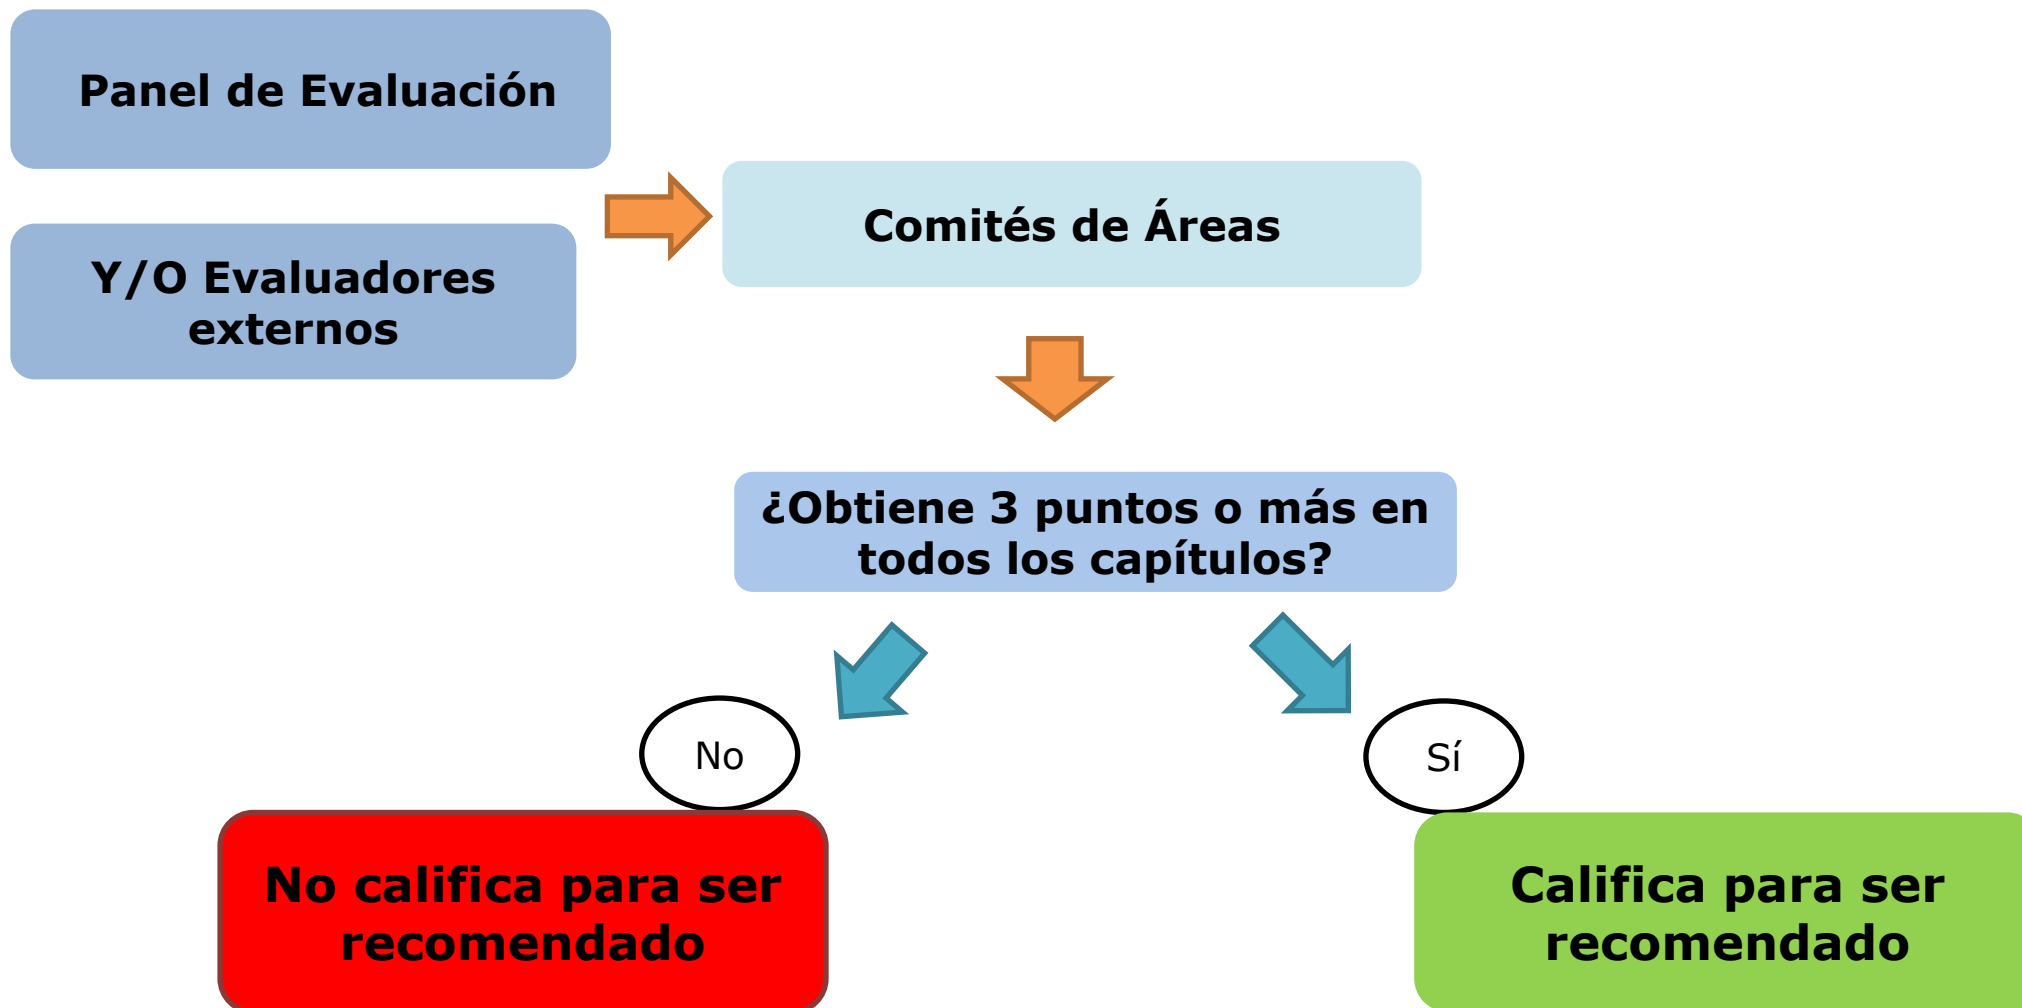 Panel de Evaluación
Y/O Evaluadores
externos
Comités de Áreas
¿Obtiene 3 puntos o más en
todos los capítulos?
No
Sí
No califica para ser
recomendado
Califica para ser
recomendado